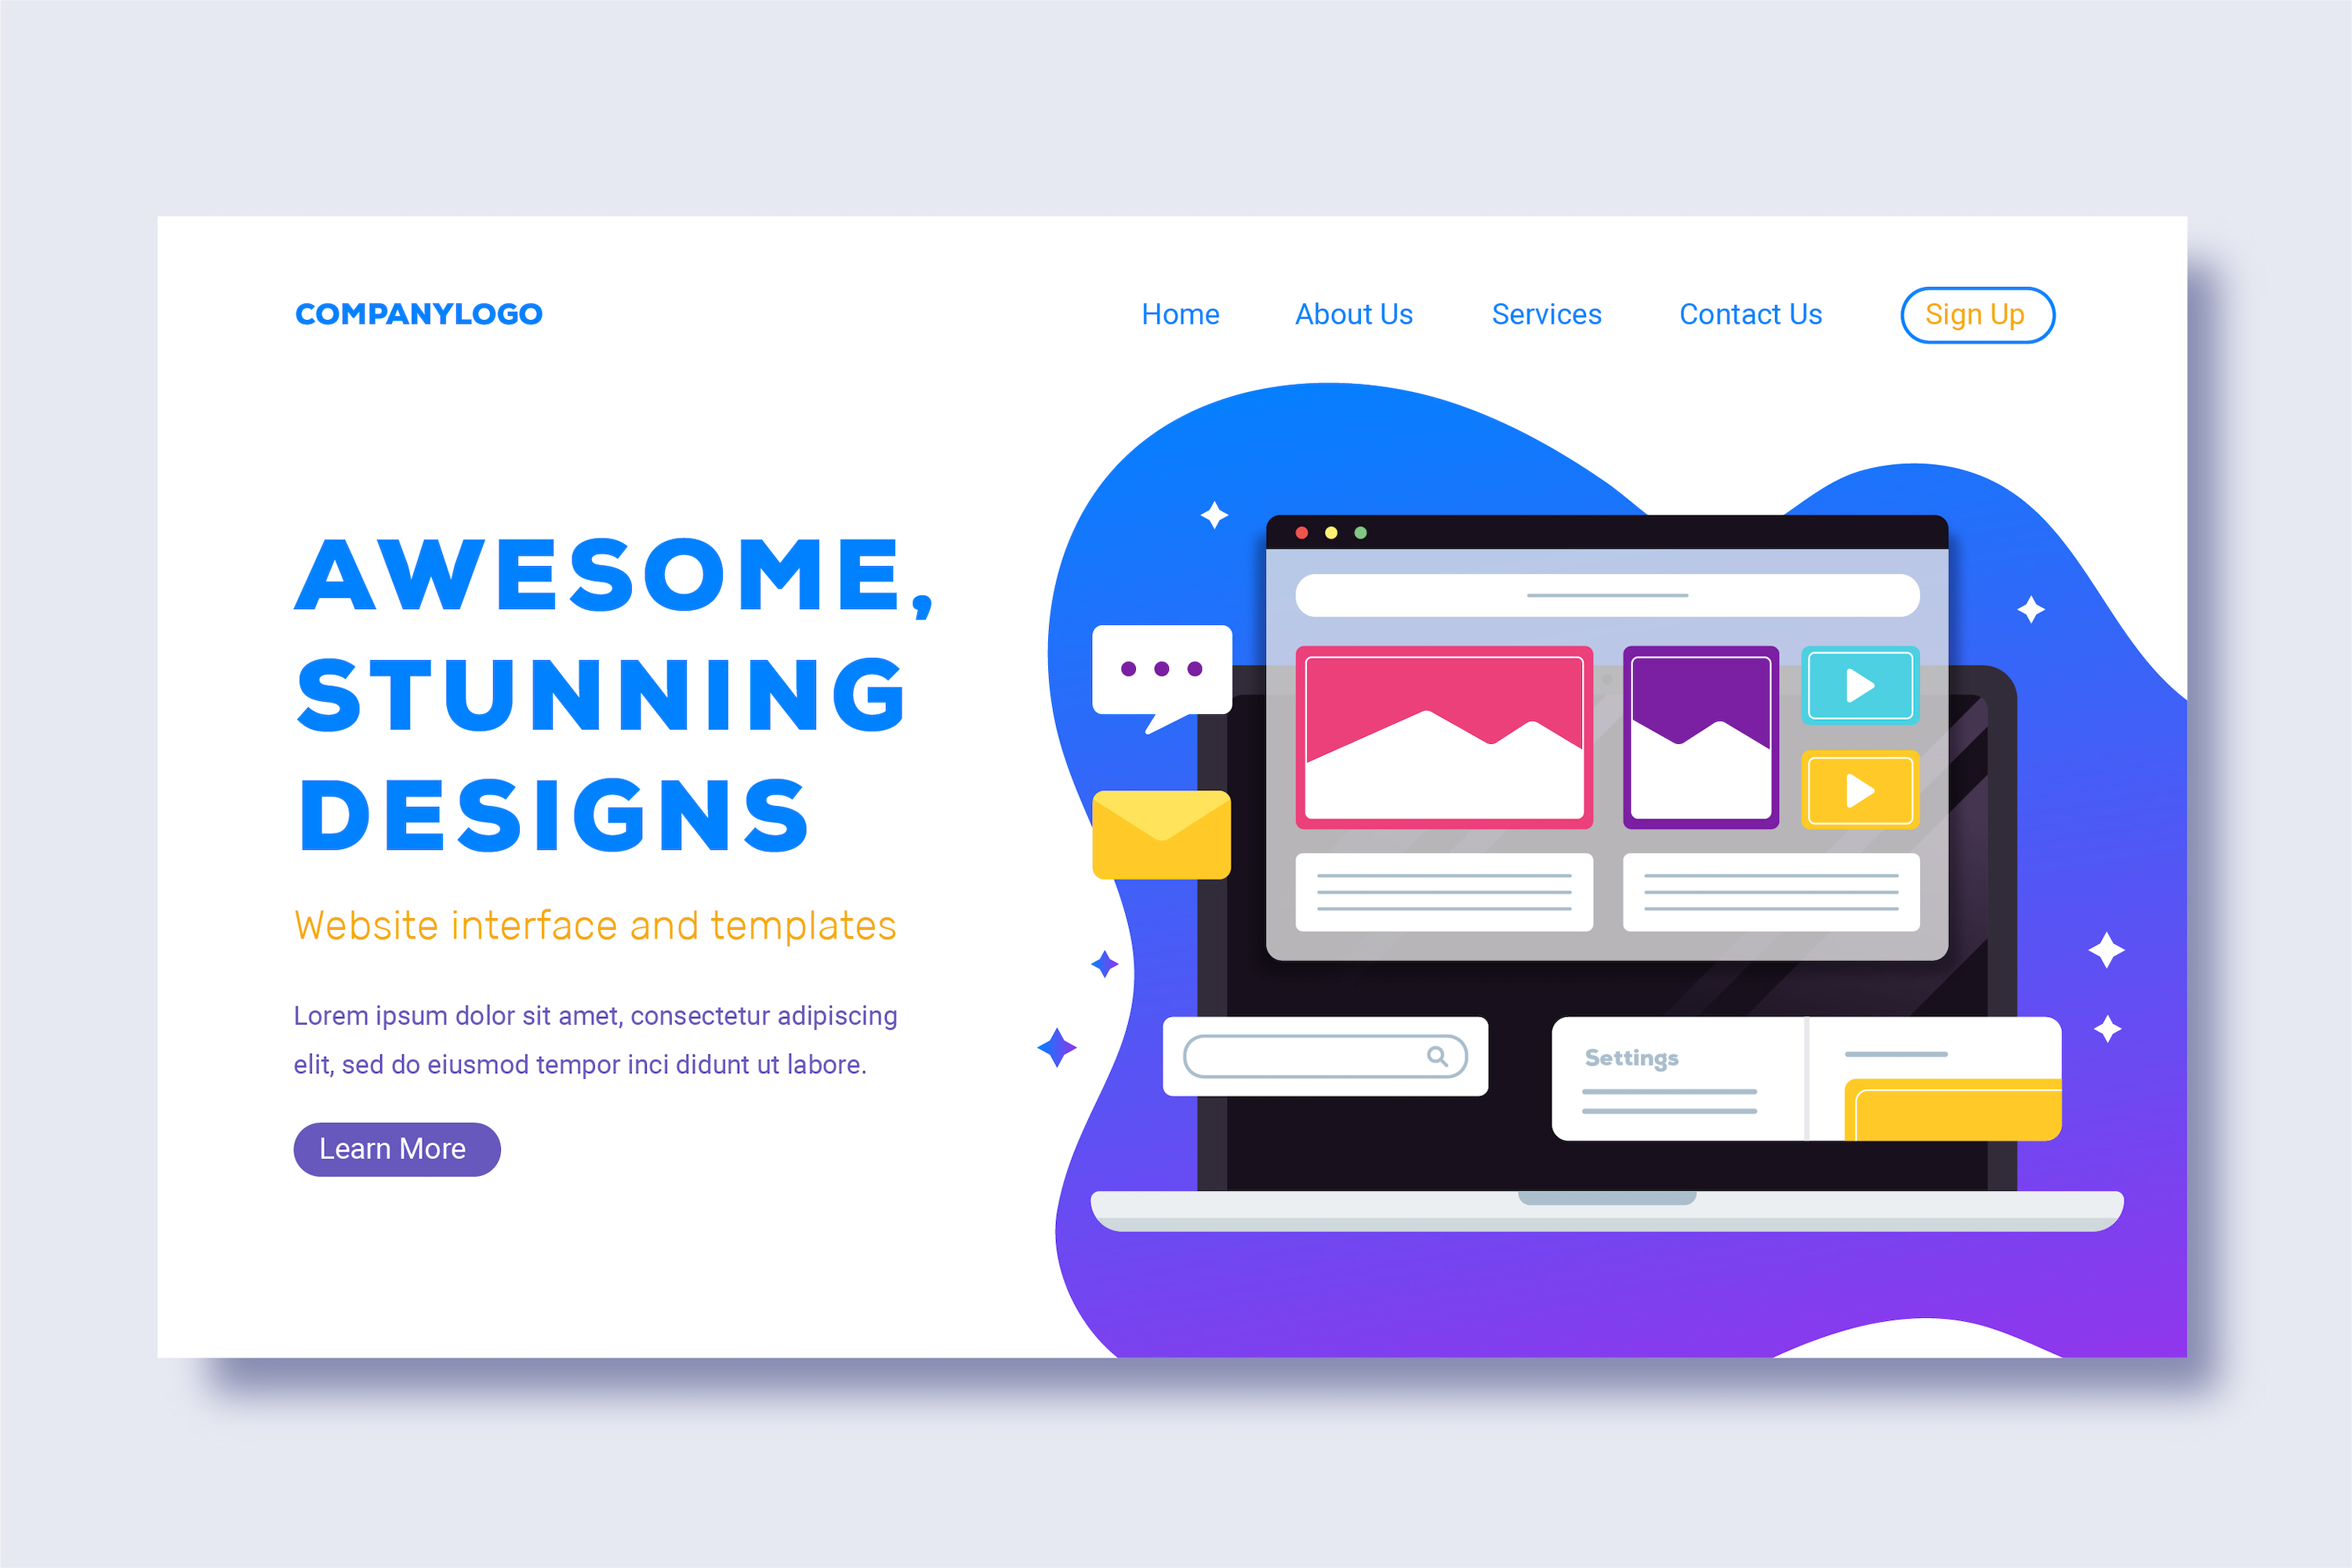 COMPANYLOGO
Home About Us Services Contact Us Sign Up
AWESOME,
STUNNING
DESIGNS
Website interface and templates
Lorem ipsum dolor sit amet, consectetur adipiscing
elit, sed do eiusmod tempor inci didunt ut labore.
Learn More
Settings